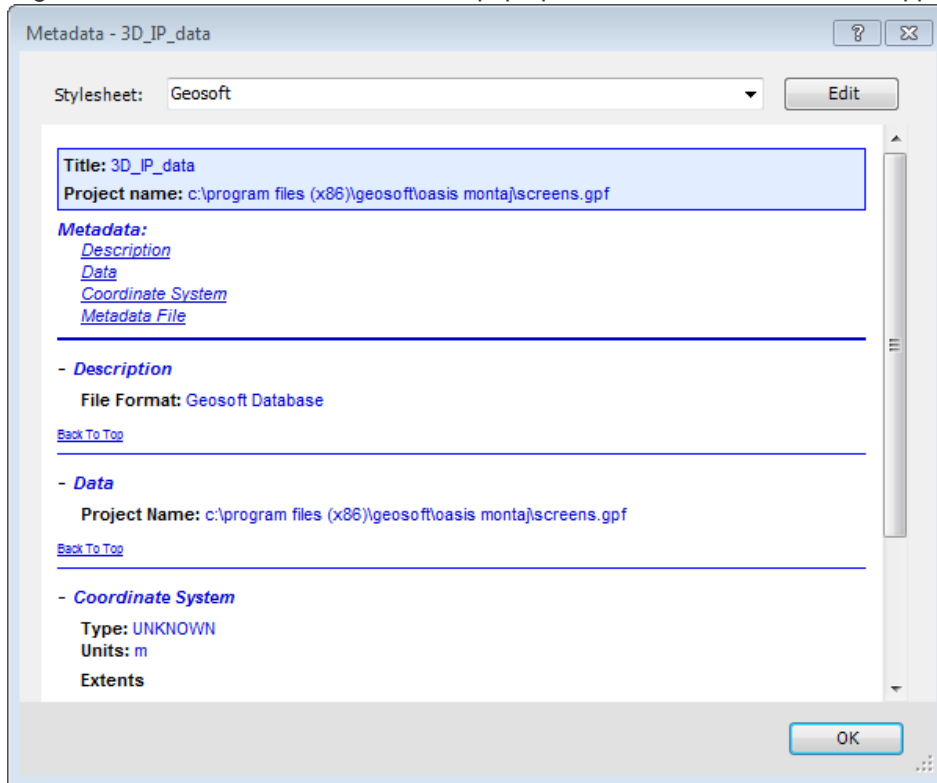 Metadata - 3D_IP_data
Stylesheet: Geosoft Edit
Title: 3D_IP_data
Project name: c:\program files (x86)\geosoft\oasis montaj\screens.gpf
Metadata:
Description
Data
Coordinate System
Metadata File
- Description
File Format: Geosoft Database
Back To Top
- Data
Project Name: c:\program files (x86)\geosoft\oasis montaj\screens.gpf
Back To Top
- Coordinate System
Type: UNKNOWN
Units: m
Extents
OK